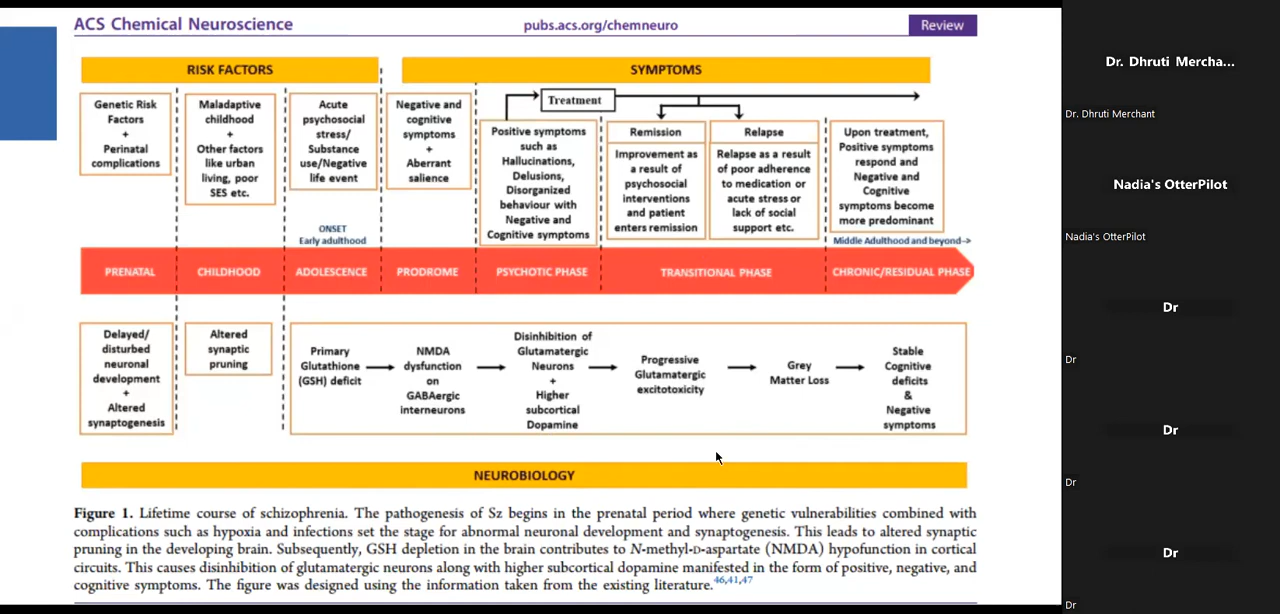 ACS Chemical Neuroscience
pubs.acs.org/chemneuro
Review
RISK FACTORS
SYMPTOMS
Genetic Risk
Factors
+
Perinatal
complications
Maladaptive
childhood
+
Other factors
like urban
living, poor
SES etc.
Acute
psychosocial
stress/
Substance
use/Negative
life event
Negative and
cognitive
symptoms
+
Aberrant
salience
Treatment
Positive symptoms
such as
Hallucinations,
Delusions,
Disorganized
behaviour with
Negative and
Cognitive symptoms
Remission
Improvement as
a result of
psychosocial
interventions
and patient
enters remission
Relapse
Relapse as a result
of poor adherence
to medication or
acute stress or
lack of social
support etc.
Upon treatment,
Positive symptoms
respond and
Negative and
Cognitive
symptoms become
more predominant
ONSET
Early adulthood
Middle Adulthood and beyond->
PRENATAL
CHILDHOOD
ADOLESCENCE
PRODROME
PSYCHOTIC PHASE
TRANSITIONAL PHASE
CHRONIC/RESIDUAL PHASE
Delayed/
disturbed
neuronal
development
+
Altered
synaptogenesis
Altered
synaptic
pruning
Primary
Glutathione
(GSH) deficit
NMDA
dysfunction
on
GABAergic
interneurons
Disinhibition of
Glutamatergic
Neurons
+
Higher
subcortical
Dopamine
Progressive
Glutamatergic
excitotoxicity
Grey
Matter Loss
Stable
Cognitive
deficits
&
Negative
symptoms
NEUROBIOLOGY
Figure 1. Lifetime course of schizophrenia. The pathogenesis of Sz begins in the prenatal period where genetic vulnerabilities combined with
complications such as hypoxia and infections set the stage for abnormal neuronal development and synaptogenesis. This leads to altered synaptic
pruning in the developing brain. Subsequently, GSH depletion in the brain contributes to N-methyl-D-aspartate (NMDA) hypofunction in cortical
circuits. This causes disinhibition of glutamatergic neurons along with higher subcortical dopamine manifested in the form of positive, negative, and
cognitive symptoms. The figure was designed using the information taken from the existing literature.46,41,47
Dr. Dhruti Mercha...
Dr. Dhruti Merchant
Nadia's OtterPilot
Nadia's OtterPilot
Dr
Dr
Dr
Dr
Dr
Dr